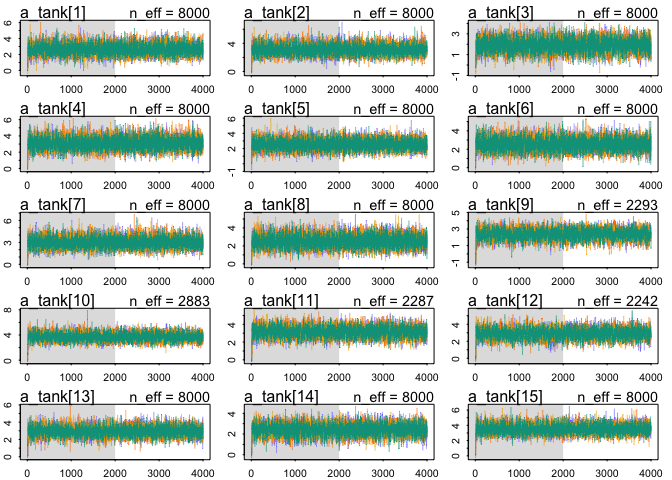 a_tank[1] n_eff = 8000 a_tank[2] n_eff = 8000 a_tank[3] n_eff = 8000
0 2 4 6 0 4 -1 1 3
0 1000 2000 3000 4000 0 1000 2000 3000 4000 0 1000 2000 3000 4000
a_tank[4] n_eff = 8000 a_tank[5] n_eff = 8000 a_tank[6] n_eff = 8000
0 2 4 6 -1 2 4 6 0 2 4
0 1000 2000 3000 4000 0 1000 2000 3000 4000 0 1000 2000 3000 4000
a_tank[7] n_eff = 8000 a_tank[8] n_eff = 8000 a_tank[9] n_eff = 2293
0 3 6 0 2 4 -1 1 3 5
0 1000 2000 3000 4000 0 1000 2000 3000 4000 0 1000 2000 3000 4000
a_tank[10] n_eff = 2883 a_tank[11] n_eff = 2287 a_tank[12] n_eff = 2242
0 4 8 0 2 4 0 2 4
0 1000 2000 3000 4000 0 1000 2000 3000 4000 0 1000 2000 3000 4000
a_tank[13] n_eff = 8000 a_tank[14] n_eff = 8000 a_tank[15] n_eff = 8000
0 2 4 6 0 2 4 0 2 4 6
0 1000 2000 3000 4000 0 1000 2000 3000 4000 0 1000 2000 3000 4000